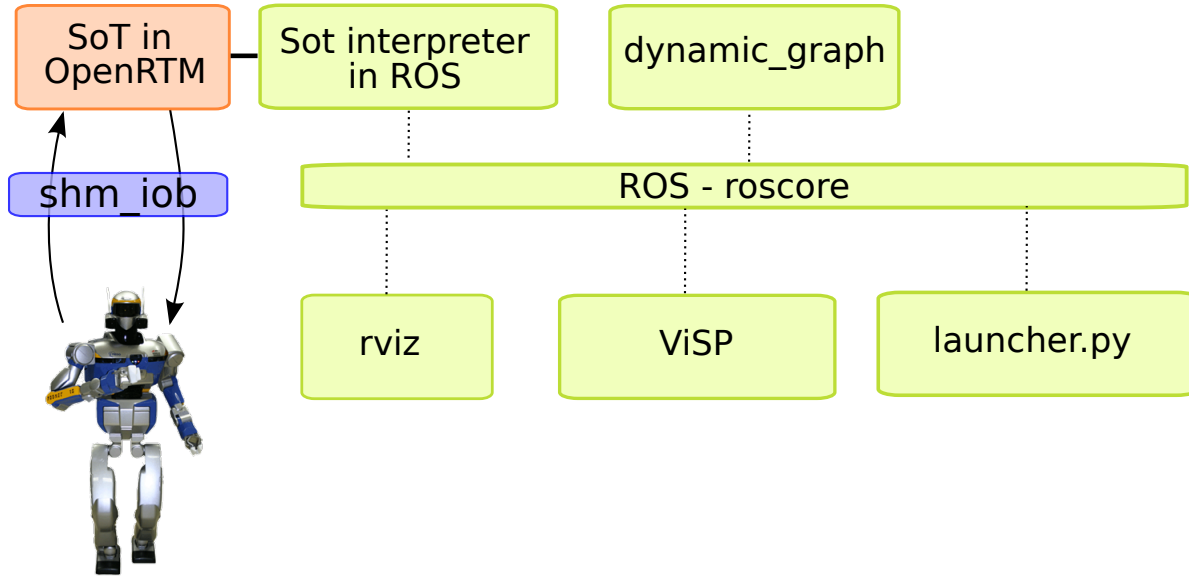 SoT in
OpenRTM
Sot interpreter
in ROS
dynamic_graph
shm_iob
ROS - roscore
rviz
ViSP
launcher.py